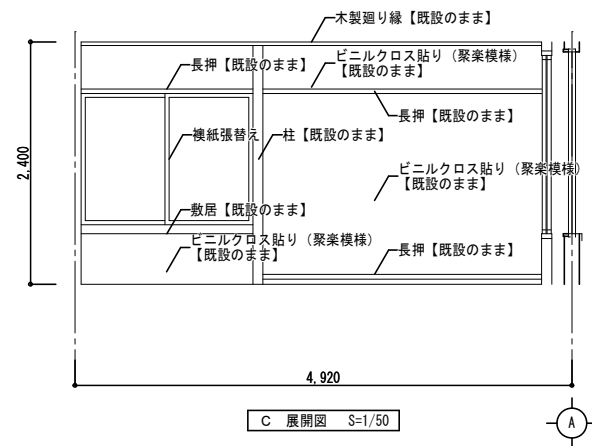 木製廻り縁【既設のまま】
長押【既設のまま】
ビニルクロス貼り（聚楽模様）
【既設のまま】
長押【既設のまま】
襖紙張替え
柱【既設のまま】
2,400
ビニルクロス貼り（聚楽模様）
【既設のまま】
敷居【既設のまま】
ビニルクロス貼り（聚楽模様）
【既設のまま】
長押【既設のまま】
4,920
C 展開図 S=1/50
A